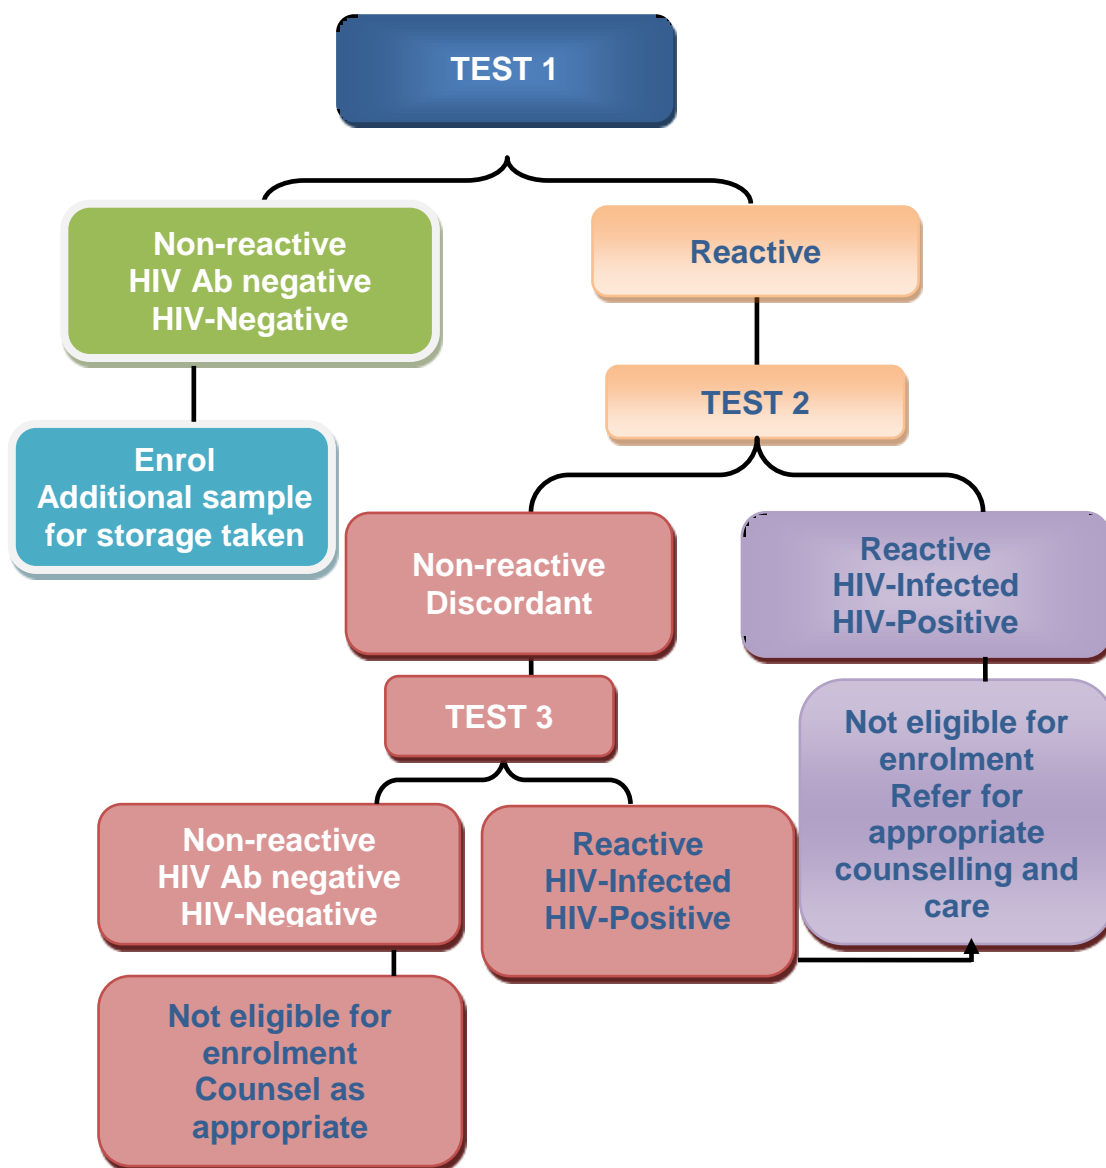 TEST 1
Non-reactive
HIV Ab negative
HIV-Negative
Reactive
Enrol
Additional sample
for storage taken
TEST 2
Non-reactive
Discordant
Reactive
HIV-Infected
HIV-Positive
TEST 3
Not eligible for
enrolment
Refer for
appropriate
counselling and
care
Non-reactive
HIV Ab negative
HIV-Negative
Reactive
HIV-Infected
HIV-Positive
Not eligible for
enrolment
Counsel as
appropriate